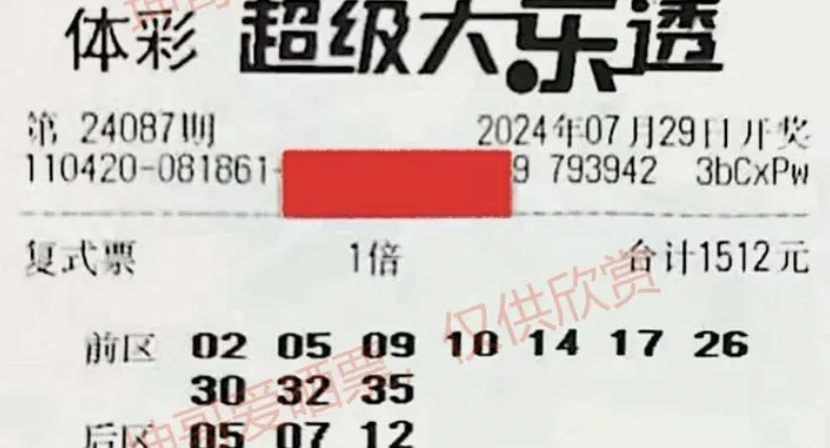 体彩 超级大乐透
第 24087期 2024年07月29日开奖
110420-081861- 9 793942 3bCxPw
复式票 1倍 合计1512元
前区 02 05 09 10 14 17 26
30 32 35
后区 05 07 12
坤哥爱晒票，仅供欣赏